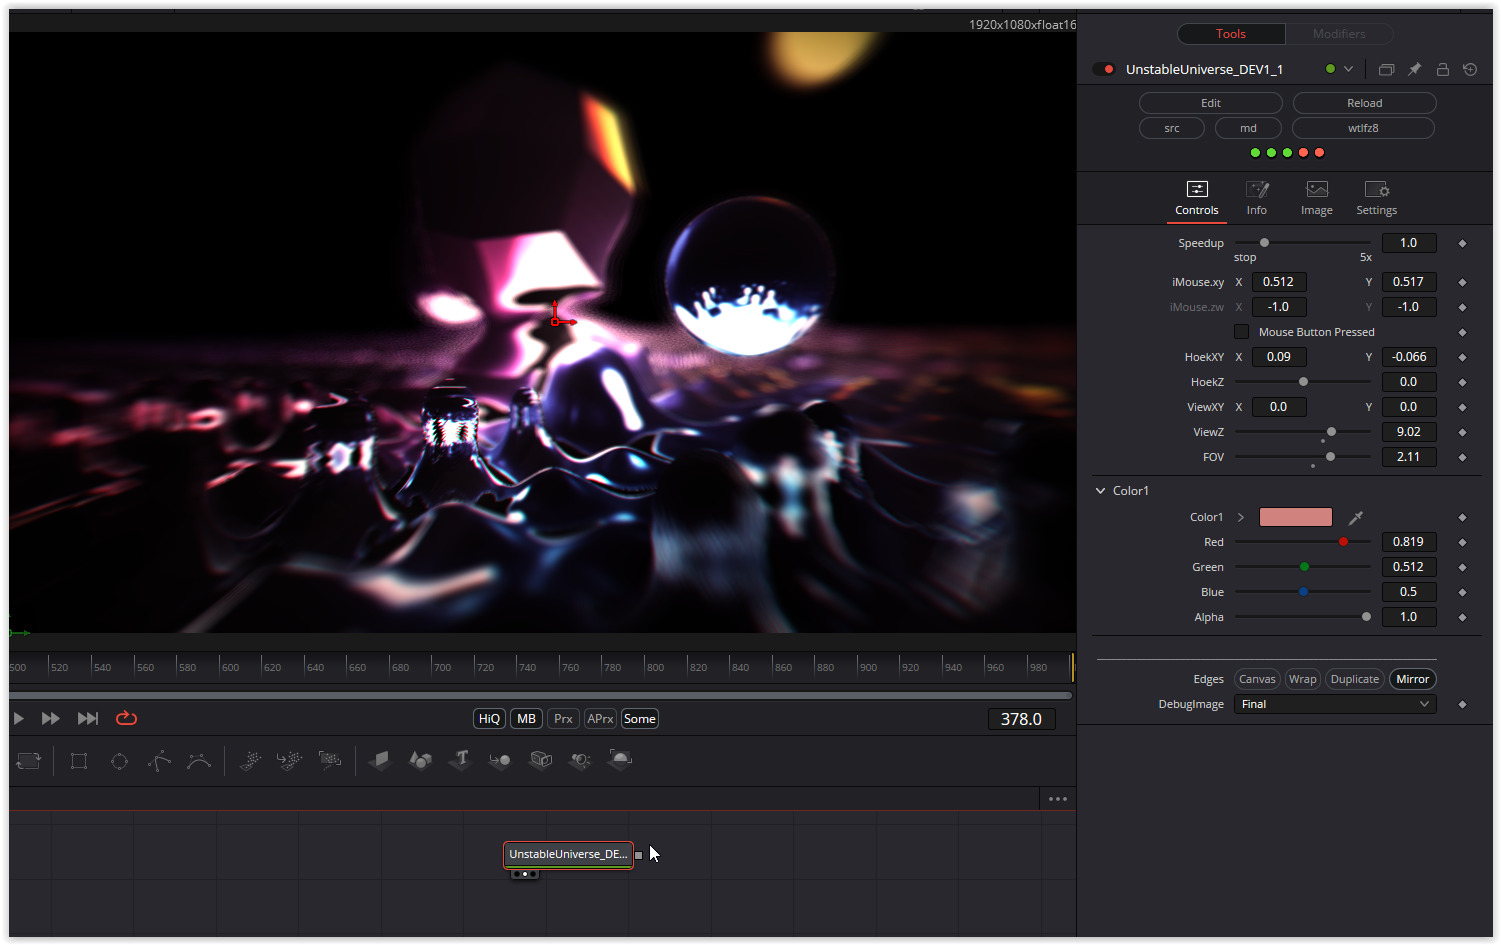 1920x1080xfloat16
Tools Modifiers
UnstableUniverse_DEV1_1
Edit Reload
src md wtlfz8
Controls Info Image Settings
Speedup 1.0
stop 5x
iMouse.xy X 0.512 Y 0.517
iMouse.zw X -1.0 Y -1.0
Mouse Button Pressed
HoekXY X 0.09 Y -0.066
HoekZ 0.0
ViewXY X 0.0 Y 0.0
ViewZ 9.02
FOV 2.11
Color1
Color1
Red 0.819
Green 0.512
Blue 0.5
Alpha 1.0
Edges Canvas Wrap Duplicate Mirror
DebugImage Final
500 520 540 560 580 600 620 640 660 680 700 720 740 760 780 800 820 840 860 880 900 920 940 960 980
HiQ MB Prx APrx Some 378.0
T
UnstableUniverse_DE...